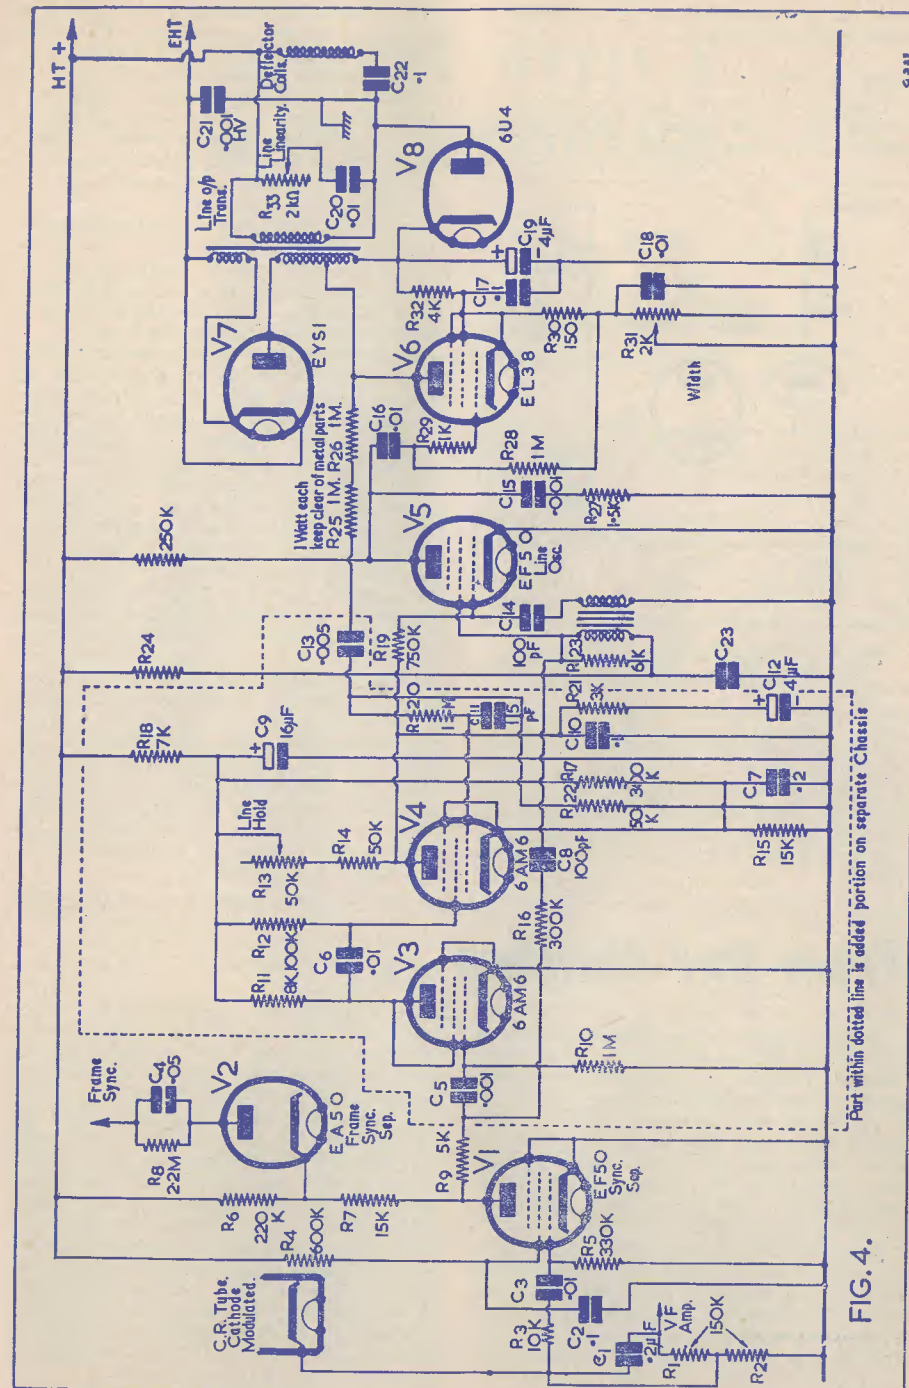 HT +
EHT
C21
.001
HV
Deflector
Coils.
C22
.1
Line o/p
Trans.
Line
Linearity.
R33
2kΩ
C20
.01
V8
6U4
V7
EY51
1 Watt each
keep clear of metal parts
R25 1M. R26 1M.
R32
4K
C17
.1
+
C19
-4µF
V6
EL38
R30
150
C18
.01
R31
2K
Width
C16
.01
R29
1K
R28
1M
C15
.001
R27
1.5K
250K
V5
EF50
Line
Osc.
C14
100
pF
R23
61K
C23
R24
C13
.005
R19
750K
R20
C11
115
pF
R21
3K
C12
+
4µF
-
C10
.1
R18
7K
+
C9
16µF
Line
Hold
R13
50K
R14
50K
V4
6AM6
R22
50
K
R17
300
K
C7
.2
R15
15K
C8
100pF
R16
300K
R12
100K
R11
8K
C6
.01
V3
6AM6
C5
.001
R10
1M
Part within dotted line is added portion on separate Chassis
Frame
Sync.
C4
.05
R8
2.2M
V2
EA50
Frame
Sync.
Sep.
R6
220
K
R7
15K
R9
5K
V1
EF50
Sync.
Sep.
R4
600K
R5
330K
C.R. Tube.
Cathode
Modulated.
C3
.01
R3
10K
C2
.1
C1
.2µF
VF
Amp.
R1
150K
R2
FIG. 4.